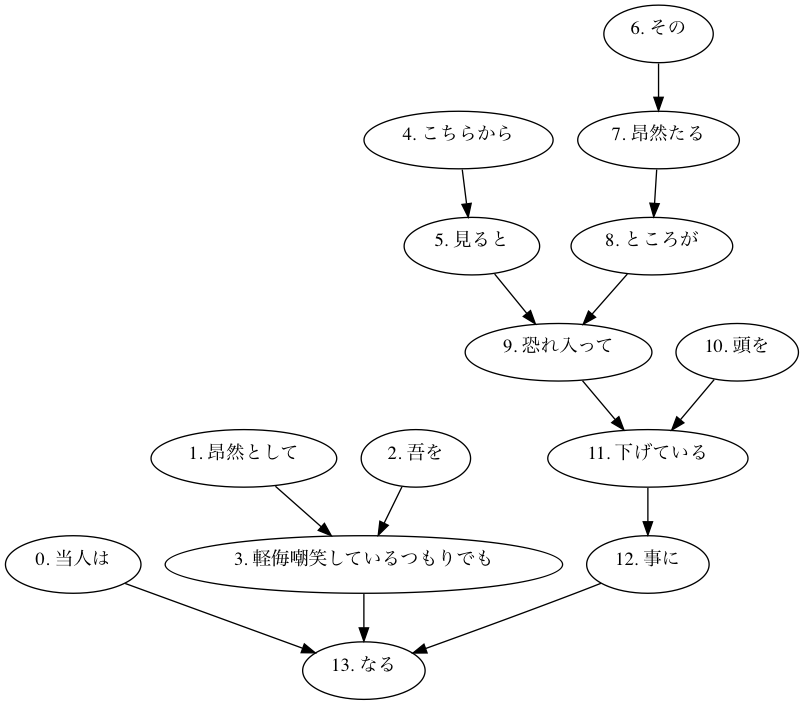 6. その
4. こちらから
7. 昂然たる
5. 見ると
8. ところが
9. 恐れ入って
10. 頭を
1. 昂然として
2. 吾を
11. 下げている
0. 当人は
3. 軽侮嘲笑しているつもりでも
12. 事に
13. なる